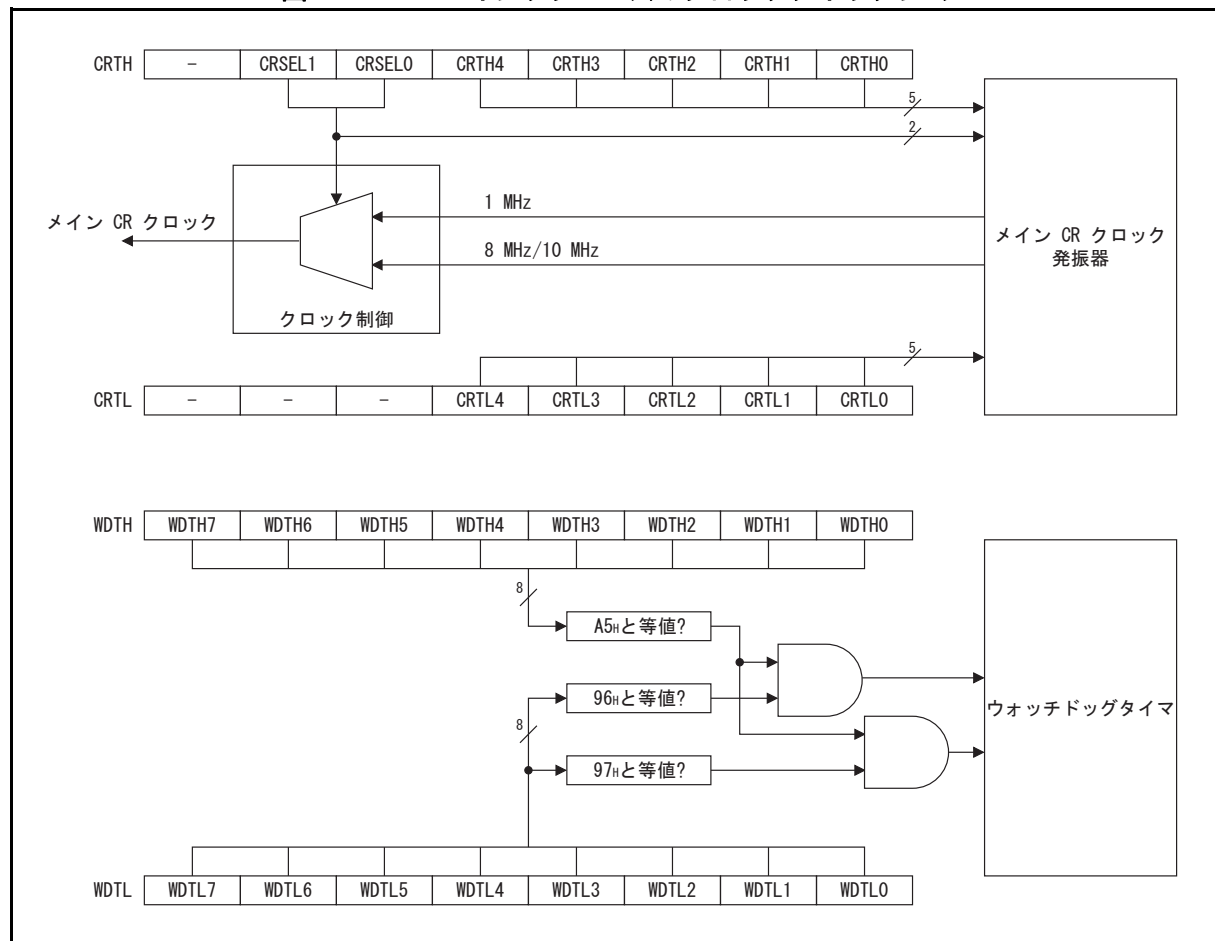 CRTH - CRSEL1 CRSEL0 CRTH4 CRTH3 CRTH2 CRTH1 CRTH0
5
2
1 MHz
メイン CR クロック
8 MHz/10 MHz
メイン CR クロック
発振器
クロック制御
5
CRTL - - - CRTL4 CRTL3 CRTL2 CRTL1 CRTL0
WDTH WDTH7 WDTH6 WDTH5 WDTH4 WDTH3 WDTH2 WDTH1 WDTH0
8
A5Hと等値?
96Hと等値?
ウォッチドッグタイマ
8
97Hと等値?
WDTL WDTL7 WDTL6 WDTL5 WDTL4 WDTL3 WDTL2 WDTL1 WDTL0